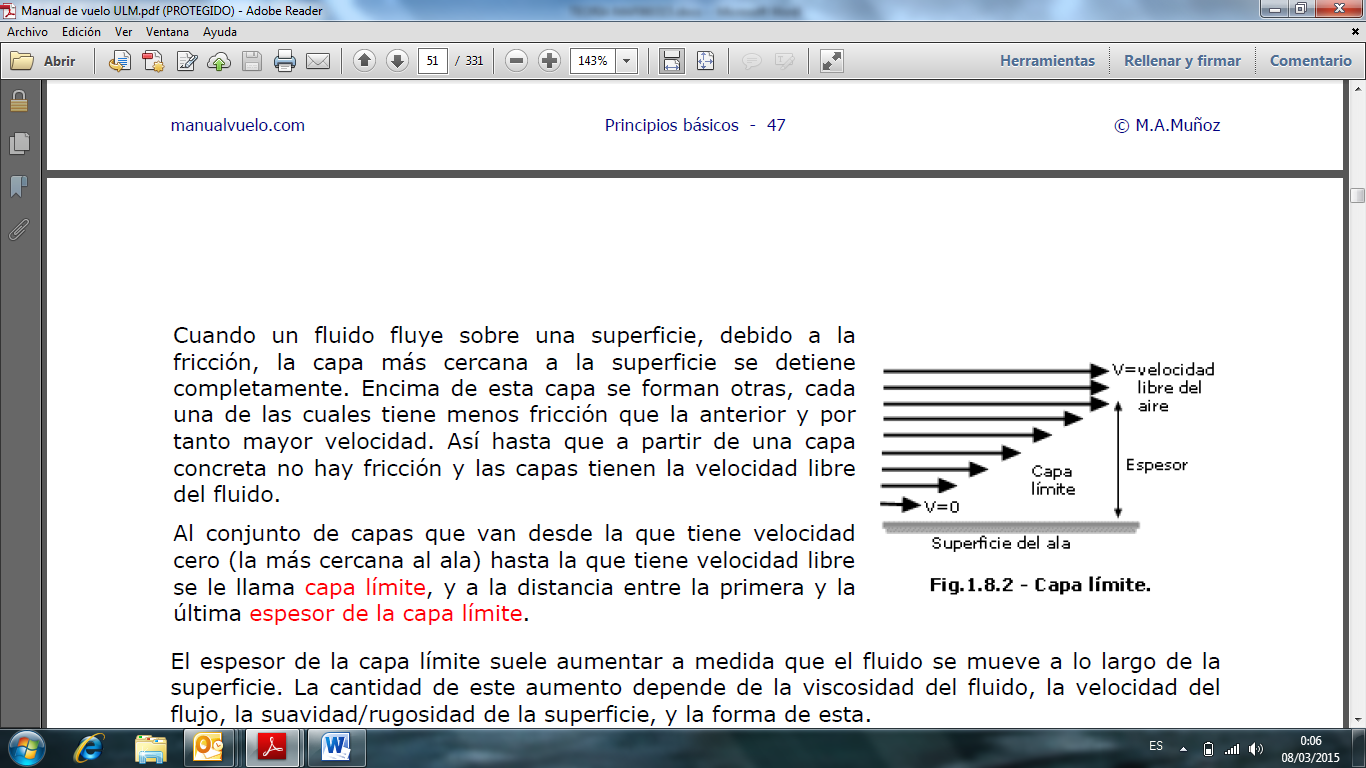 Manual de vuelo ULM.pdf (PROTEGIDO) - Adobe Reader
Archivo Edición Ver Ventana Ayuda
Abrir 51 / 331 143% Herramientas Rellenar y firmar Comentario
manualvuelo.com Principios básicos - 47 © M.A.Muñoz
Cuando un fluido fluye sobre una superficie, debido a la
fricción, la capa más cercana a la superficie se detiene
completamente. Encima de esta capa se forman otras, cada
una de las cuales tiene menos fricción que la anterior y por
tanto mayor velocidad. Así hasta que a partir de una capa
concreta no hay fricción y las capas tienen la velocidad libre
del fluido.
Al conjunto de capas que van desde la que tiene velocidad
cero (la más cercana al ala) hasta la que tiene velocidad libre
se le llama capa límite, y a la distancia entre la primera y la
última espesor de la capa límite.
V=velocidad
libre del
aire
Espesor
Capa
límite
V=0
Superficie del ala
Fig.1.8.2 - Capa límite.
El espesor de la capa límite suele aumentar a medida que el fluido se mueve a lo largo de la
superficie. La cantidad de este aumento depende de la viscosidad del fluido, la velocidad del
flujo, la suavidad/rugosidad de la superficie, y la forma de esta.
ES 0:06
08/03/2015